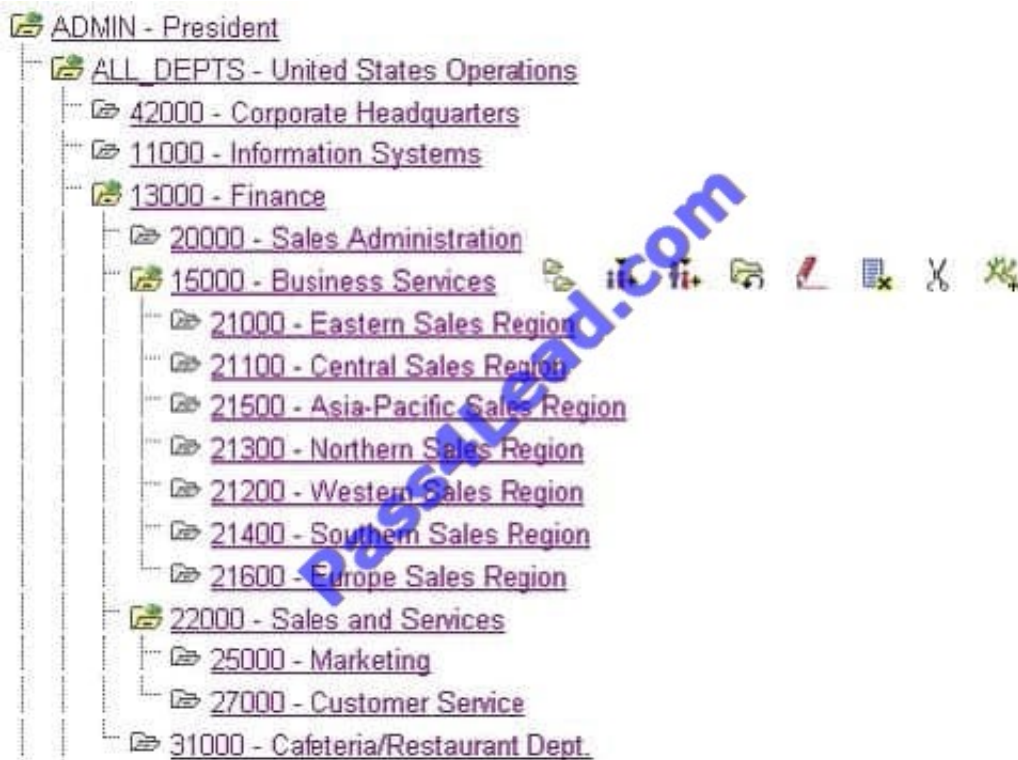 ADMIN - President
ALL_DEPTS - United States Operations
42000 - Corporate Headquarters
11000 - Information Systems
13000 - Finance
20000 - Sales Administration
15000 - Business Services
21000 - Eastern Sales Region
21100 - Central Sales Region
21500 - Asia-Pacific Sales Region
21300 - Northern Sales Region
21200 - Western Sales Region
21400 - Southern Sales Region
21600 - Europe Sales Region
22000 - Sales and Services
25000 - Marketing
27000 - Customer Service
31000 - Cafeteria/Restaurant Dept.
Pass4Lead.com